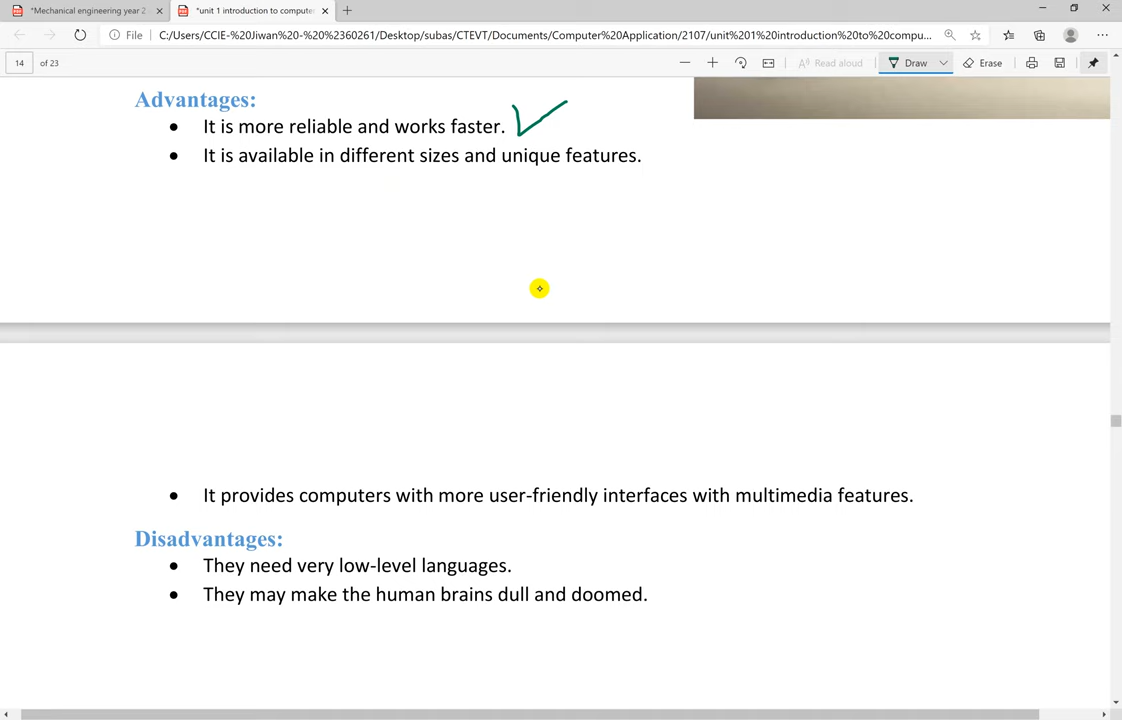 "Mechanical engineering year 2
"unit 1 introduction to compute
File
C:/Users/CCIE-%20Jiwan%20-%20%2360261/Desktop/subas/CTEVT/Documents/Computer%20Application/2107/unit%201%20introduction%20to%20compu...
14 of 23
Read aloud
Draw
Erase
Advantages:
• It is more reliable and works faster.
• It is available in different sizes and unique features.
• It provides computers with more user-friendly interfaces with multimedia features.
Disadvantages:
• They need very low-level languages.
• They may make the human brains dull and doomed.